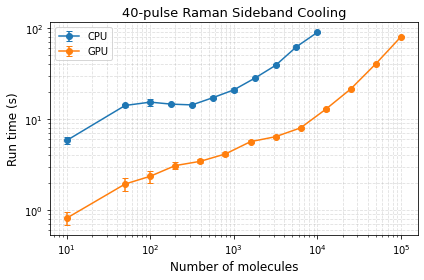 40-pulse Raman Sideband Cooling
CPU
GPU
Run time (s)
10²
10¹
10⁰
10¹ 10² 10³ 10⁴ 10⁵
Number of molecules